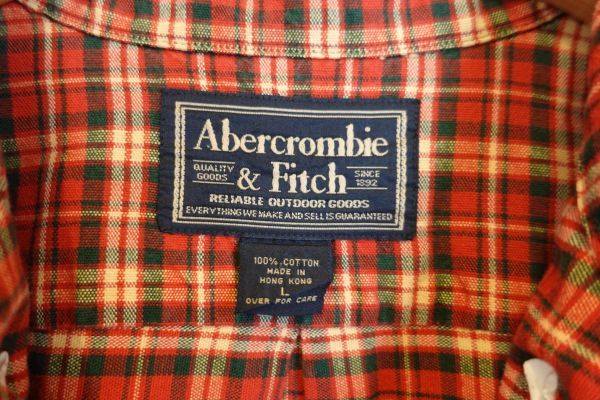 Abercrombie
QUALITY GOODS & Fitch SINCE 1892
RELIABLE OUTDOOR GOODS
EVERYTHING WE MAKE AND SELL IS GUARANTEED
100% COTTON
MADE IN
HONG KONG
L
OVER FOR CARE